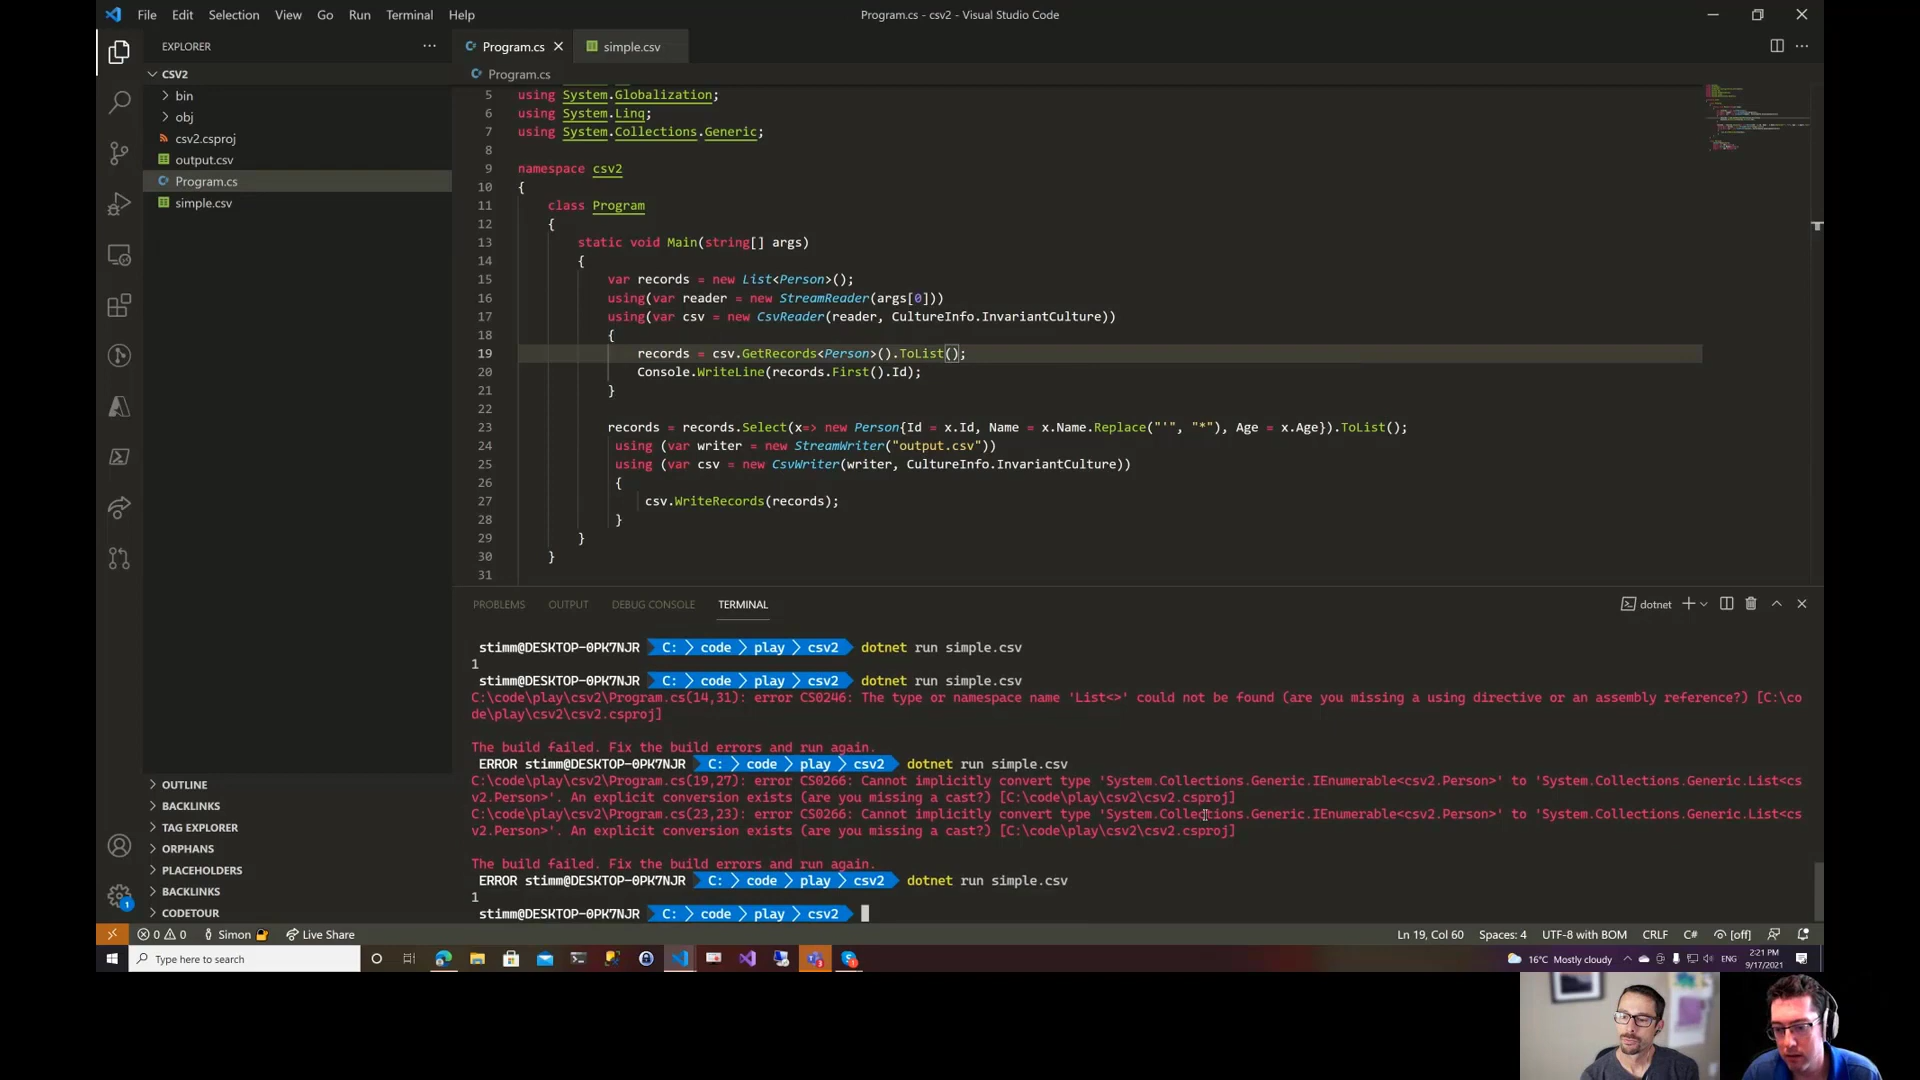 File Edit Selection View Go Run Terminal Help
Program.cs - csv2 - Visual Studio Code
EXPLORER
Program.cs
simple.csv
CSV2
Program.cs
bin
obj
csv2.csproj
output.csv
Program.cs
simple.csv
5 using System.Globalization;
6 using System.Linq;
7 using System.Collections.Generic;
8
9 namespace csv2
10 {
11 class Program
12 {
13 static void Main(string[] args)
14 {
15 var records = new List<Person>();
16 using(var reader = new StreamReader(args[0]))
17 using(var csv = new CsvReader(reader, CultureInfo.InvariantCulture))
18 {
19 records = csv.GetRecords<Person>().ToList();
20 Console.WriteLine(records.First().Id);
21 }
22
23 records = records.Select(x=> new Person{Id = x.Id, Name = x.Name.Replace("'", "*"), Age = x.Age}).ToList();
24 using (var writer = new StreamWriter("output.csv"))
25 using (var csv = new CsvWriter(writer, CultureInfo.InvariantCulture))
26 {
27 csv.WriteRecords(records);
28 }
29 }
30 }
31
PROBLEMS OUTPUT DEBUG CONSOLE TERMINAL
dotnet
stimm@DESKTOP-0PK7NJR C: code play csv2 dotnet run simple.csv
1
stimm@DESKTOP-0PK7NJR C: code play csv2 dotnet run simple.csv
C:\code\play\csv2\Program.cs(14,31): error CS0246: The type or namespace name 'List<>' could not be found (are you missing a using directive or an assembly reference?) [C:\co
de\play\csv2\csv2.csproj]
The build failed. Fix the build errors and run again.
ERROR stimm@DESKTOP-0PK7NJR C: code play csv2 dotnet run simple.csv
C:\code\play\csv2\Program.cs(19,27): error CS0266: Cannot implicitly convert type 'System.Collections.Generic.IEnumerable<csv2.Person>' to 'System.Collections.Generic.List<cs
v2.Person>'. An explicit conversion exists (are you missing a cast?) [C:\code\play\csv2\csv2.csproj]
C:\code\play\csv2\Program.cs(23,23): error CS0266: Cannot implicitly convert type 'System.Collections.Generic.IEnumerable<csv2.Person>' to 'System.Collections.Generic.List<cs
v2.Person>'. An explicit conversion exists (are you missing a cast?) [C:\code\play\csv2\csv2.csproj]
The build failed. Fix the build errors and run again.
ERROR stimm@DESKTOP-0PK7NJR C: code play csv2 dotnet run simple.csv
1
stimm@DESKTOP-0PK7NJR C: code play csv2
OUTLINE
BACKLINKS
TAG EXPLORER
ORPHANS
PLACEHOLDERS
BACKLINKS
CODETOUR
1
0 0 Simon Live Share
Ln 19, Col 60 Spaces: 4 UTF-8 with BOM CRLF C# [off]
Type here to search
16°C Mostly cloudy
ENG
2:21 PM
9/17/2021